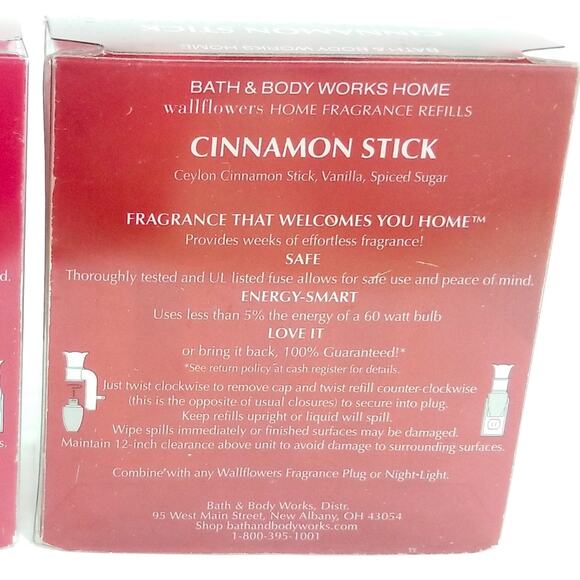 CINNAMON STICK
BATH & BODY WORKS HOME
BATH & BODY WORKS HOME
wallflowers HOME FRAGRANCE REFILLS
CINNAMON STICK
Ceylon Cinnamon Stick, Vanilla, Spiced Sugar
FRAGRANCE THAT WELCOMES YOU HOME™
Provides weeks of effortless fragrance!
SAFE
d.
Thoroughly tested and UL listed fuse allows for safe use and peace of mind.
ENERGY-SMART
Uses less than 5% the energy of a 60 watt bulb
LOVE IT
or bring it back, 100% Guaranteed!*
*See return policy at cash register for details.
Just twist clockwise to remove cap and twist refill counter-clockwise
(this is the opposite of usual closures) to secure into plug.
Keep refills upright or liquid will spill.
Wipe spills immediately or finished surfaces may be damaged.
s.
Maintain 12-inch clearance above unit to avoid damage to surrounding surfaces.
Combine with any Wallflowers Fragrance Plug or Night-Light.
Bath & Body Works, Distr.
95 West Main Street, New Albany, OH 43054
Shop bathandbodyworks.com
1-800-395-1001